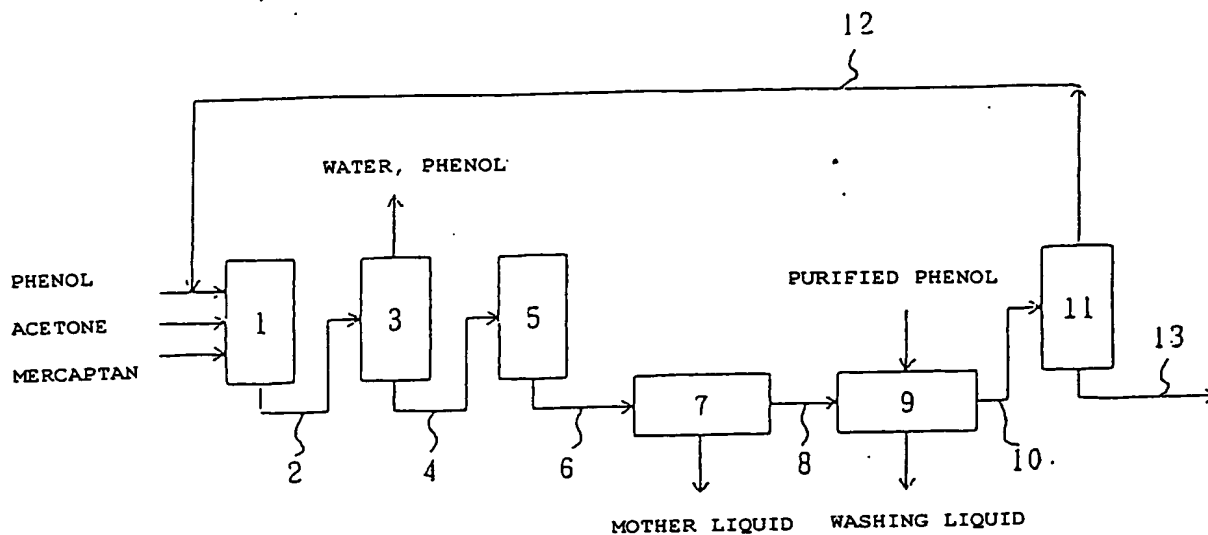 12
WATER, PHENOL
PHENOL
ACETONE
MERCAPTAN
1
3
5
PURIFIED PHENOL
11
13
7
9
2
4
6
8
10.
MOTHER LIQUID
WASHING LIQUID